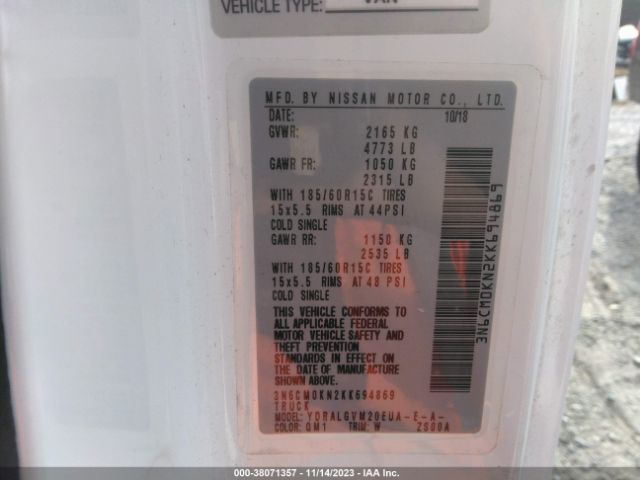 VEHICLE TYPE: VAN
MFD. BY NISSAN MOTOR CO., LTD.
DATE: 10/18
GVWR: 2165 KG
4773 LB
GAWR FR: 1050 KG
2315 LB
WITH 185/60R15C TIRES
15x5.5 RIMS AT 44PSI
COLD SINGLE
GAWR RR: 1150 KG
2535 LB
WITH 185/60R15C TIRES
15x5.5 RIMS AT 48 PSI
COLD SINGLE
THIS VEHICLE CONFORMS TO
ALL APPLICABLE FEDERAL
MOTOR VEHICLE SAFETY AND
THEFT PREVENTION
STANDARDS IN EFFECT ON
THE DATE OF MANUFACTURE
SHOWN ABOVE.
3N6CM0KN2KK694869
TRUCK
MODEL: YDRALGVM20EUA-E-A-
COLOR: QM1 TRIM: W ZS00A
3N6CM0KN2KK694869
000-38071357 | 11/14/2023 | IAA Inc.